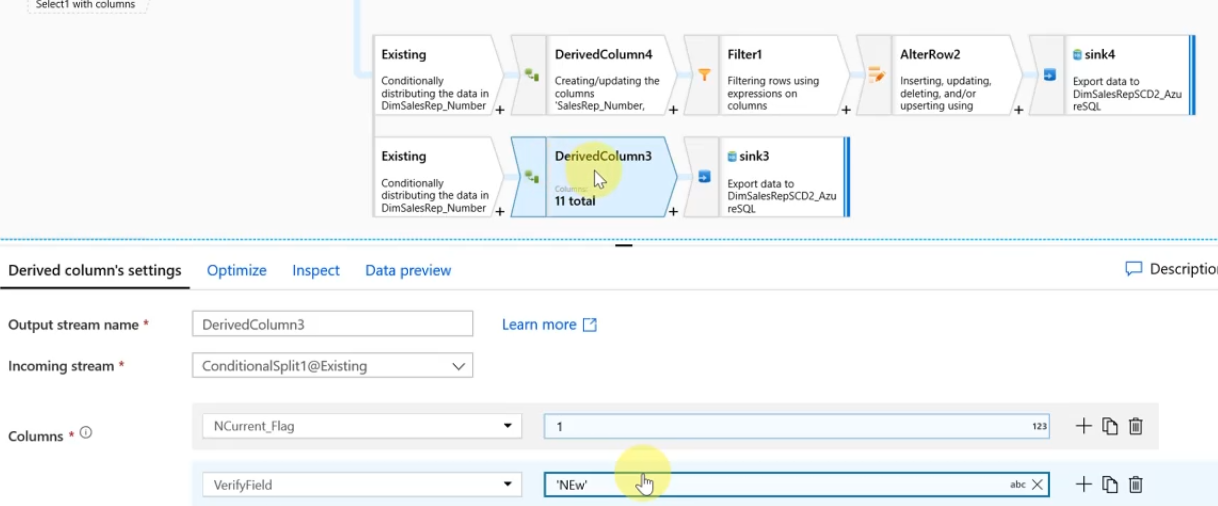 Select1 with columns
Existing
Conditionally
distributing the data in
DimSalesRep_Number
+
DerivedColumn4
Creating/updating the
columns
'SalesRep_Number,
+
Filter1
Filtering rows using
expressions on
columns
+
AlterRow2
Inserting, updating,
deleting, and/or
upserting using
+
sink4
Export data to
DimSalesRepSCD2_Azu
reSQL
Existing
Conditionally
distributing the data in
DimSalesRep_Number
+
DerivedColumn3
Columns:
11 total
+
sink3
Export data to
DimSalesRepSCD2_Azu
reSQL
Derived column's settings Optimize Inspect Data preview Descriptio
Output stream name * DerivedColumn3 Learn more
Incoming stream * ConditionalSplit1@Existing
Columns * NCurrent_Flag 1 123
VerifyField 'NEw' abc